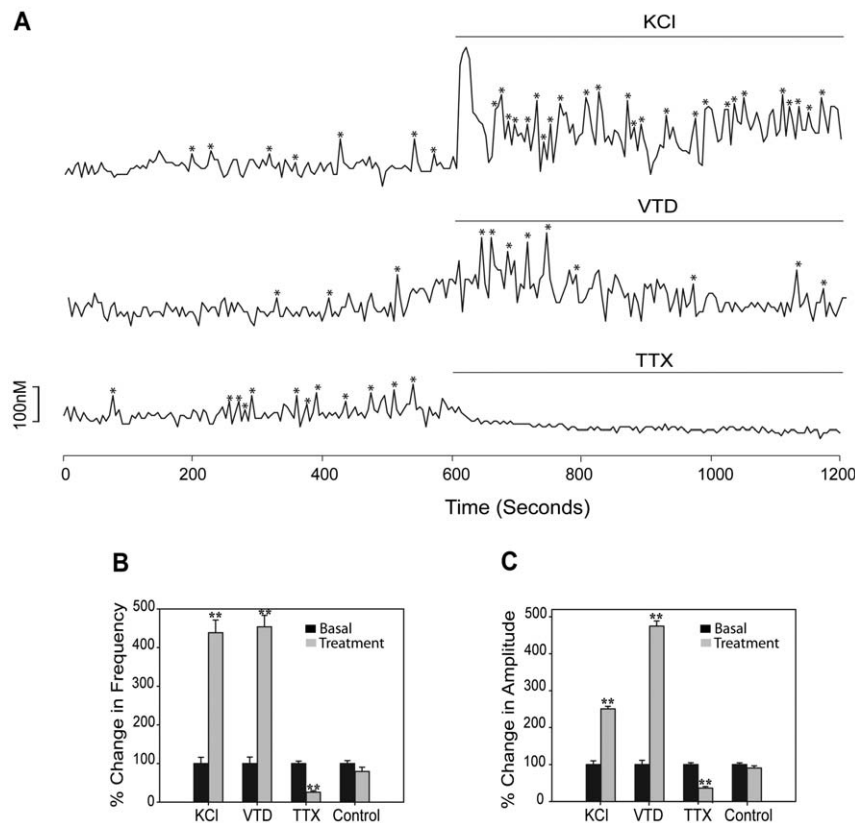 A
KCl
* * * * * * * * * * * * * * * * * * * * * * * * * * * * *
VTD
* * * * * * * * * * * *
TTX
* * * * * * * * * * * *
100nM
0 200 400 600 800 1000 1200
Time (Seconds)
B
% Change in Frequency
500
400
300
200
100
0
** ** **
Basal
Treatment
KCl VTD TTX Control
C
% Change in Amplitude
500
400
300
200
100
0
** ** **
Basal
Treatment
KCl VTD TTX Control